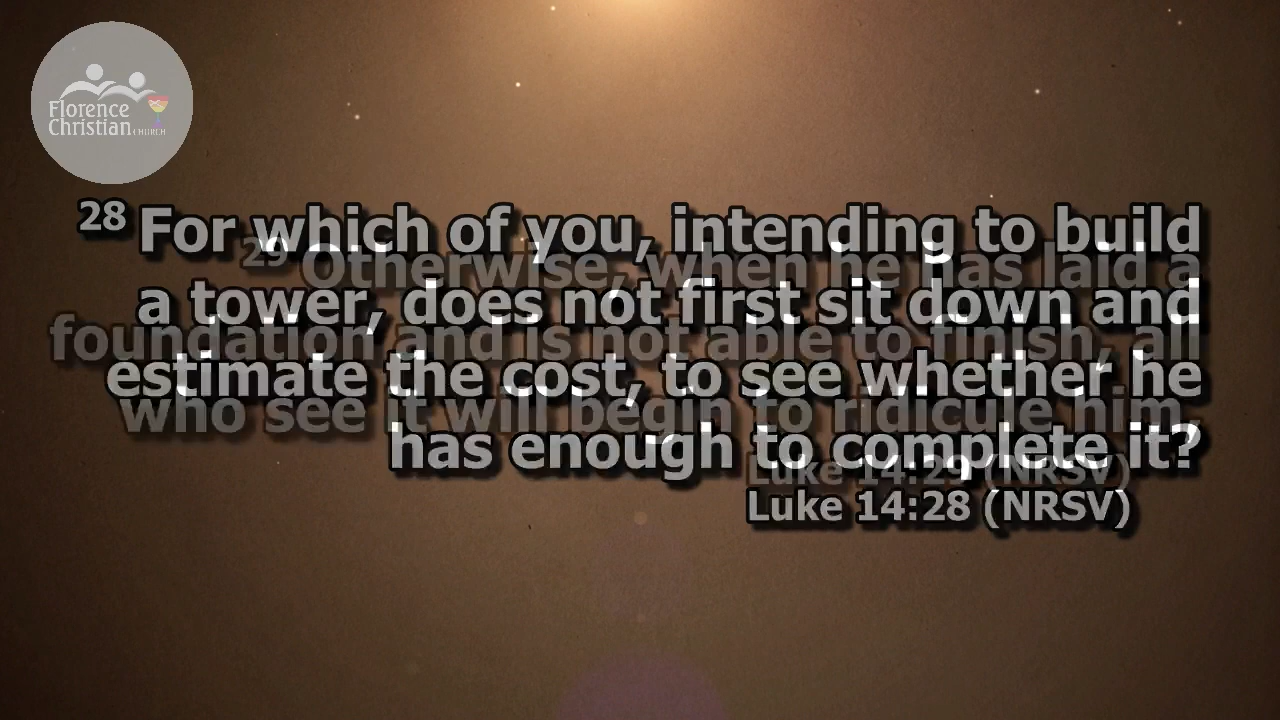 Florence
Christian CHURCH
28 For which of you, intending to build
a tower, does not first sit down and
estimate the cost, to see whether he
has enough to complete it?
Luke 14:28 (NRSV)
29 Otherwise, when he has laid a
foundation and is not able to finish, all
who see it will begin to ridicule him,
Luke 14:29 (NRSV)